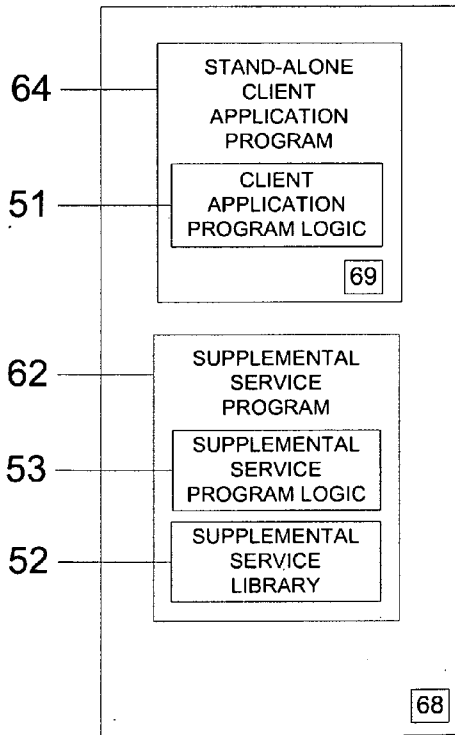 64
STAND-ALONE
CLIENT
APPLICATION
PROGRAM
51
CLIENT
APPLICATION
PROGRAM LOGIC
69
62
SUPPLEMENTAL
SERVICE
PROGRAM
53
SUPPLEMENTAL
SERVICE
PROGRAM LOGIC
52
SUPPLEMENTAL
SERVICE
LIBRARY
68